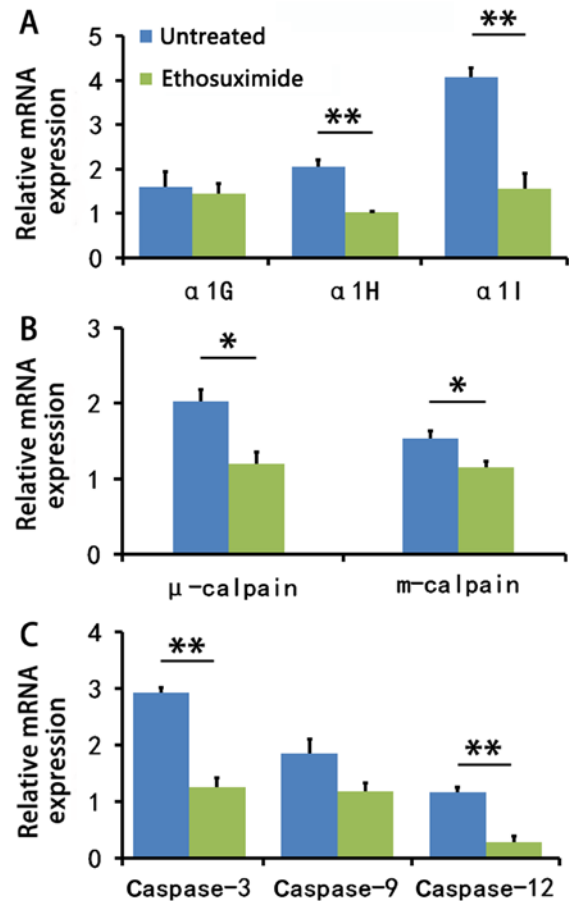 A
Untreated
Ethosuximide
**
**
5
4
3
2
1
0
Relative mRNA
expression
α1G α1H α1I
B
*
*
3
2
1
0
Relative mRNA
expression
μ-calpain m-calpain
C
**
**
4
3
2
1
0
Relative mRNA
expression
Caspase-3 Caspase-9 Caspase-12